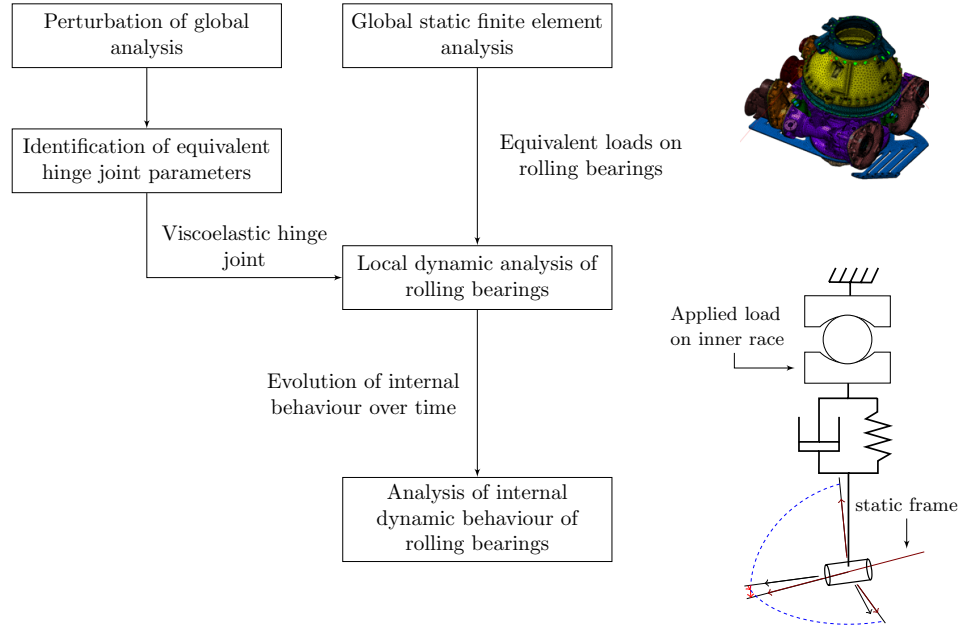 Perturbation of global
analysis
Global static finite element
analysis
Identification of equivalent
hinge joint parameters
Equivalent loads on
rolling bearings
Viscoelastic hinge
joint
Local dynamic analysis of
rolling bearings
Applied load
on inner race
Evolution of internal
behaviour over time
Analysis of internal
dynamic behaviour of
rolling bearings
static frame